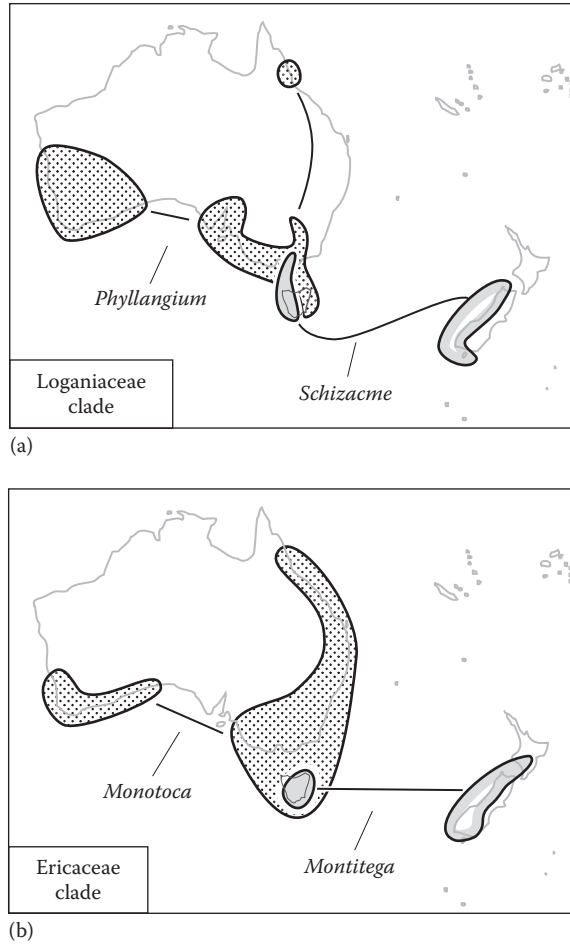 Phyllangium
Schizacme
Loganiaceae
clade
(a)
Monotoca
Montitega
Ericaceae
clade
(b)